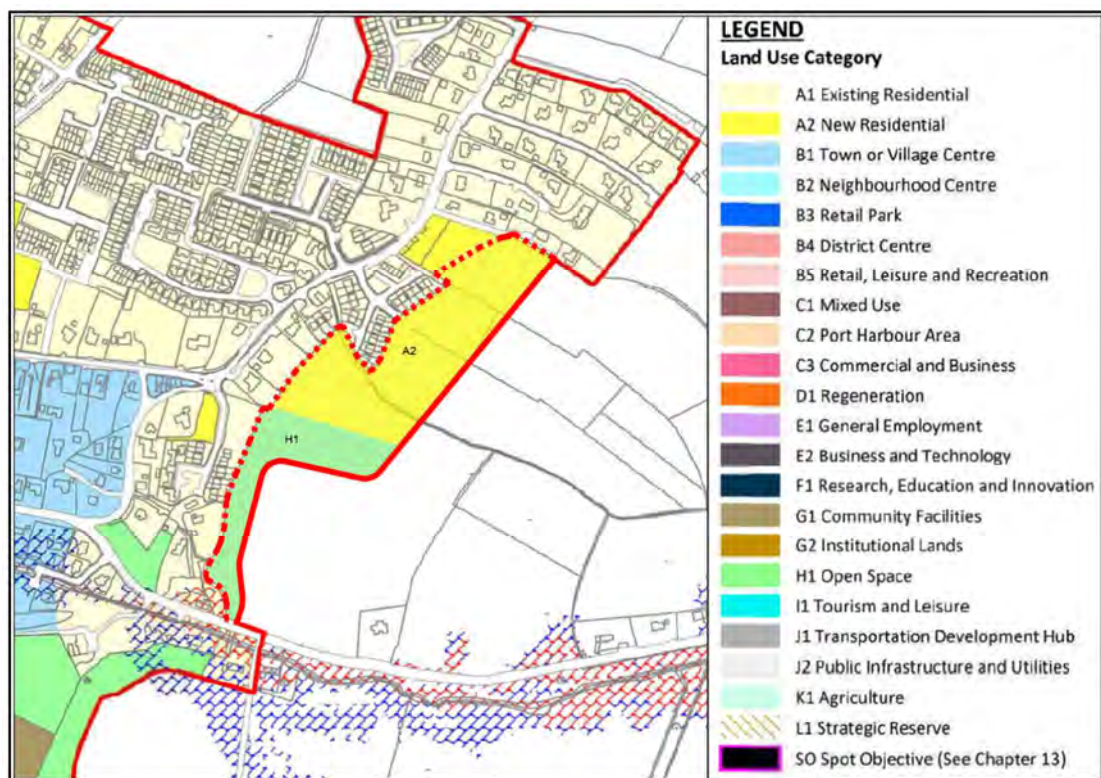 LEGEND
Land Use Category
A1 Existing Residential
A2 New Residential
B1 Town or Village Centre
B2 Neighbourhood Centre
B3 Retail Park
B4 District Centre
B5 Retail, Leisure and Recreation
C1 Mixed Use
C2 Port Harbour Area
C3 Commercial and Business
D1 Regeneration
E1 General Employment
E2 Business and Technology
F1 Research, Education and Innovation
G1 Community Facilities
G2 Institutional Lands
H1 Open Space
I1 Tourism and Leisure
J1 Transportation Development Hub
J2 Public Infrastructure and Utilities
K1 Agriculture
L1 Strategic Reserve
SO Spot Objective (See Chapter 13)
A2
H1